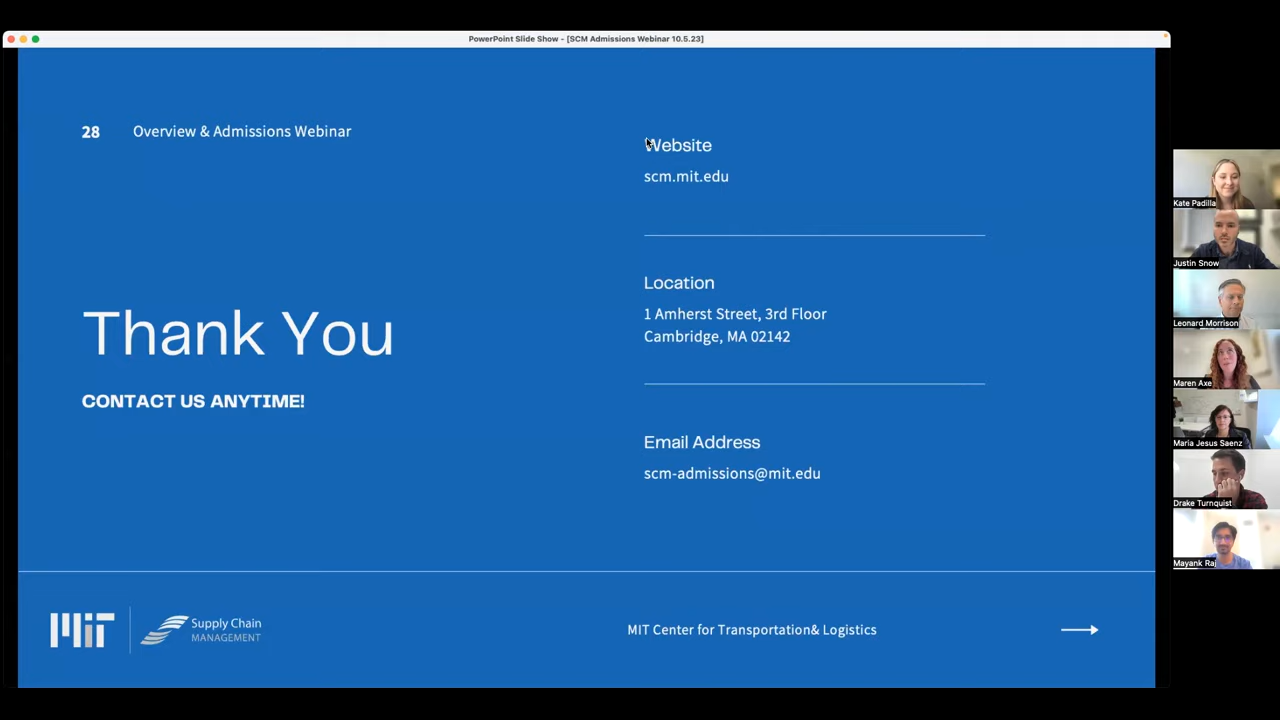 PowerPoint Slide Show - [SCM Admissions Webinar 10.5.23]
28 Overview & Admissions Webinar
Thank You
CONTACT US ANYTIME!
Website
scm.mit.edu
Location
1 Amherst Street, 3rd Floor
Cambridge, MA 02142
Email Address
scm-admissions@mit.edu
MIT
Supply Chain
MANAGEMENT
MIT Center for Transportation& Logistics
Kate Padilla
Justin Snow
Leonard Morrison
Maren Axe
Maria Jesus Saenz
Drake Turnquist
Mayank Raj